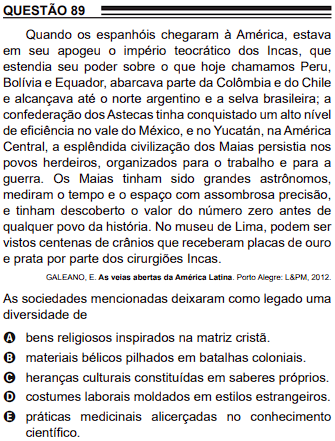 QUESTÃO 89
Quando os espanhóis chegaram à América, estava
em seu apogeu o império teocrático dos Incas, que
estendia seu poder sobre o que hoje chamamos Peru,
Bolívia e Equador, abarcava parte da Colômbia e do Chile
e alcançava até o norte argentino e a selva brasileira; a
confederação dos Astecas tinha conquistado um alto nível
de eficiência no vale do México, e no Yucatán, na América
Central, a esplêndida civilização dos Maias persistia nos
povos herdeiros, organizados para o trabalho e para a
guerra. Os Maias tinham sido grandes astrônomos,
mediram o tempo e o espaço com assombrosa precisão,
e tinham descoberto o valor do número zero antes de
qualquer povo da história. No museu de Lima, podem ser
vistos centenas de crânios que receberam placas de ouro
e prata por parte dos cirurgiões Incas.
GALEANO, E. As veias abertas da América Latina. Porto Alegre: L&PM, 2012.
As sociedades mencionadas deixaram como legado uma
diversidade de
A bens religiosos inspirados na matriz cristã.
B materiais bélicos pilhados em batalhas coloniais.
C heranças culturais constituídas em saberes próprios.
D costumes laborais moldados em estilos estrangeiros.
E práticas medicinais alicerçadas no conhecimento
científico.